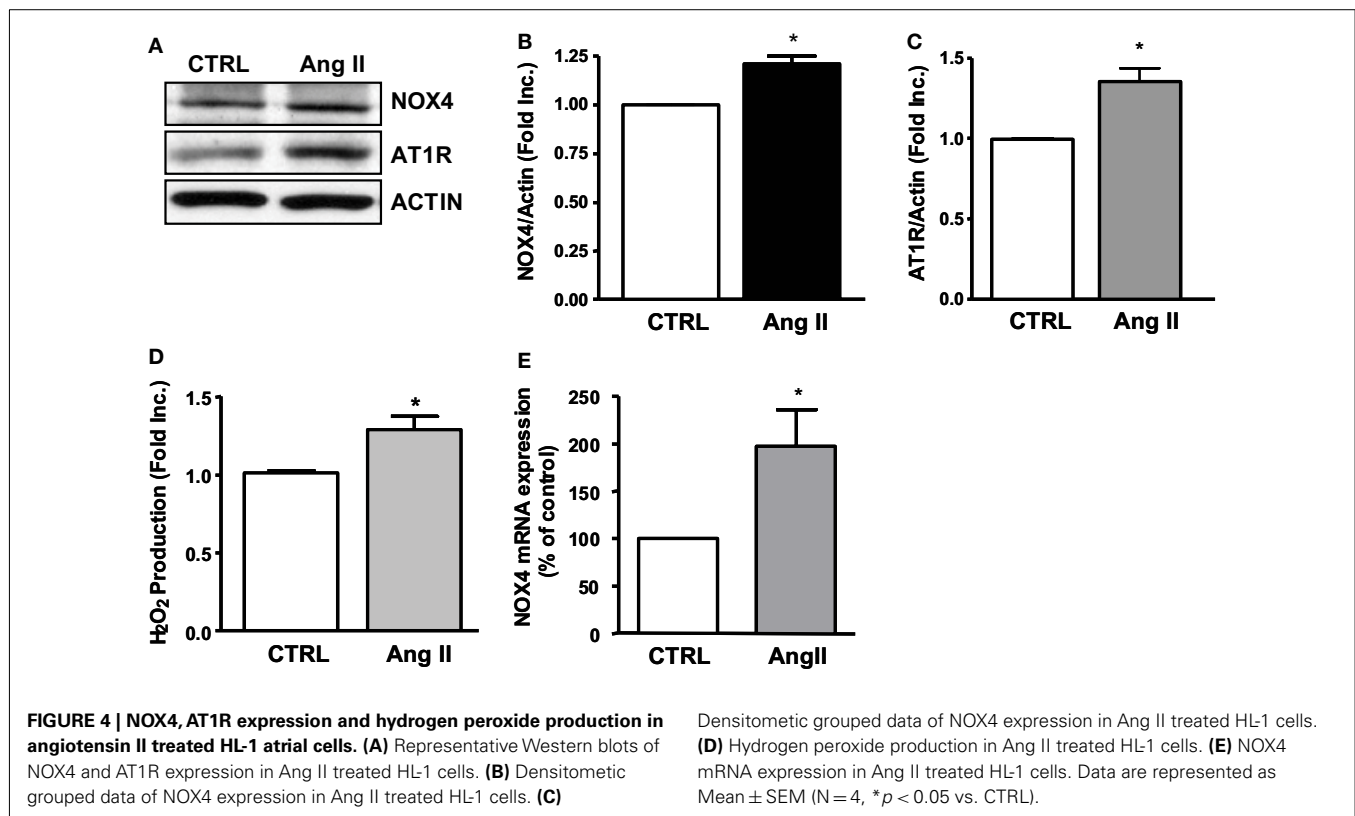 A
CTRL Ang II
NOX4
AT1R
ACTIN
B
*
NOX4/Actin (Fold Inc.)
1.25
1.00
0.75
0.50
0.25
0.00
CTRL Ang II
C
*
AT1R/Actin (Fold Inc.)
1.5
1.0
0.5
0.0
CTRL Ang II
D
*
H₂O₂ Production (Fold Inc.)
1.5
1.0
0.5
0.0
CTRL Ang II
E
*
NOX4 mRNA expression
(% of control)
250
200
150
100
50
0
CTRL AngII
FIGURE 4 | NOX4, AT1R expression and hydrogen peroxide production in
angiotensin II treated HL-1 atrial cells. (A) Representative Western blots of
NOX4 and AT1R expression in Ang II treated HL-1 cells. (B) Densitometic
grouped data of NOX4 expression in Ang II treated HL-1 cells. (C)
Densitometic grouped data of NOX4 expression in Ang II treated HL-1 cells.
(D) Hydrogen peroxide production in Ang II treated HL-1 cells. (E) NOX4
mRNA expression in Ang II treated HL-1 cells. Data are represented as
Mean ± SEM (N = 4, *p < 0.05 vs. CTRL).